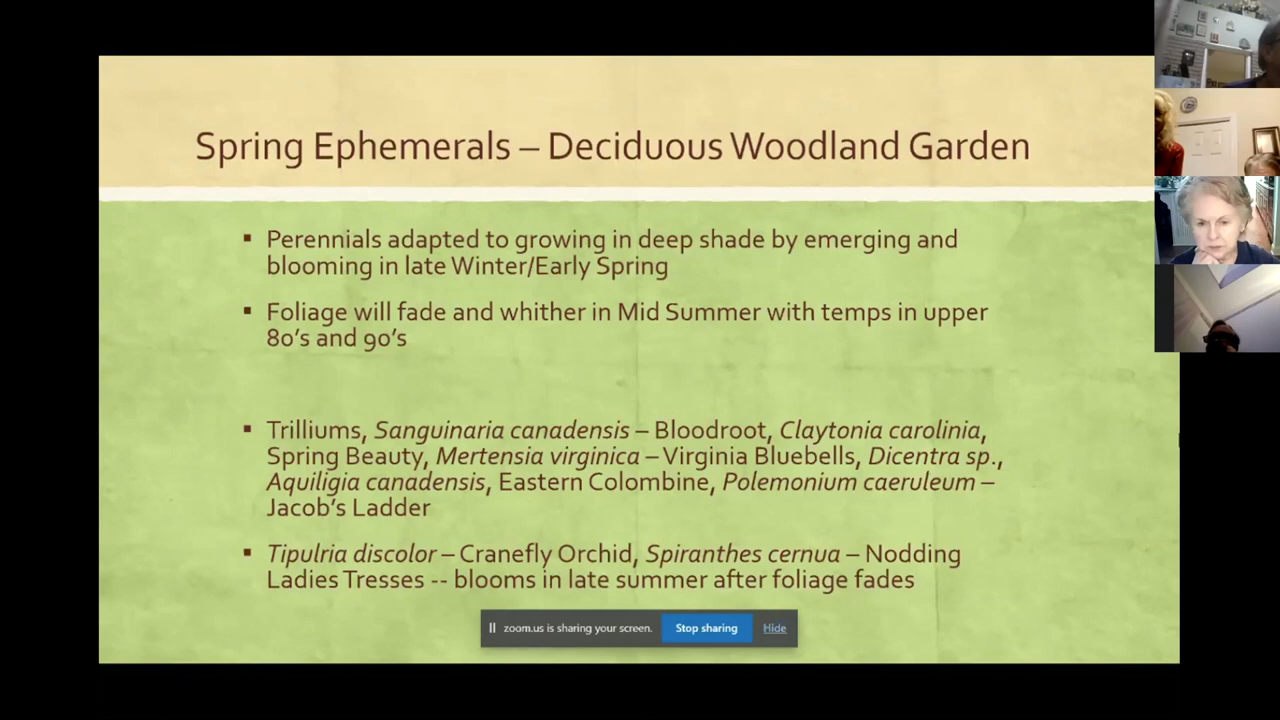 Spring Ephemerals – Deciduous Woodland Garden
▪ Perennials adapted to growing in deep shade by emerging and
blooming in late Winter/Early Spring
▪ Foliage will fade and whither in Mid Summer with temps in upper
80's and 90's
▪ Trilliums, Sanguinaria canadensis – Bloodroot, Claytonia carolinia,
Spring Beauty, Mertensia virginica – Virginia Bluebells, Dicentra sp.,
Aquiligia canadensis, Eastern Colombine, Polemonium caeruleum –
Jacob's Ladder
▪ Tipulria discolor – Cranefly Orchid, Spiranthes cernua – Nodding
Ladies Tresses -- blooms in late summer after foliage fades
zoom.us is sharing your screen. Stop sharing Hide